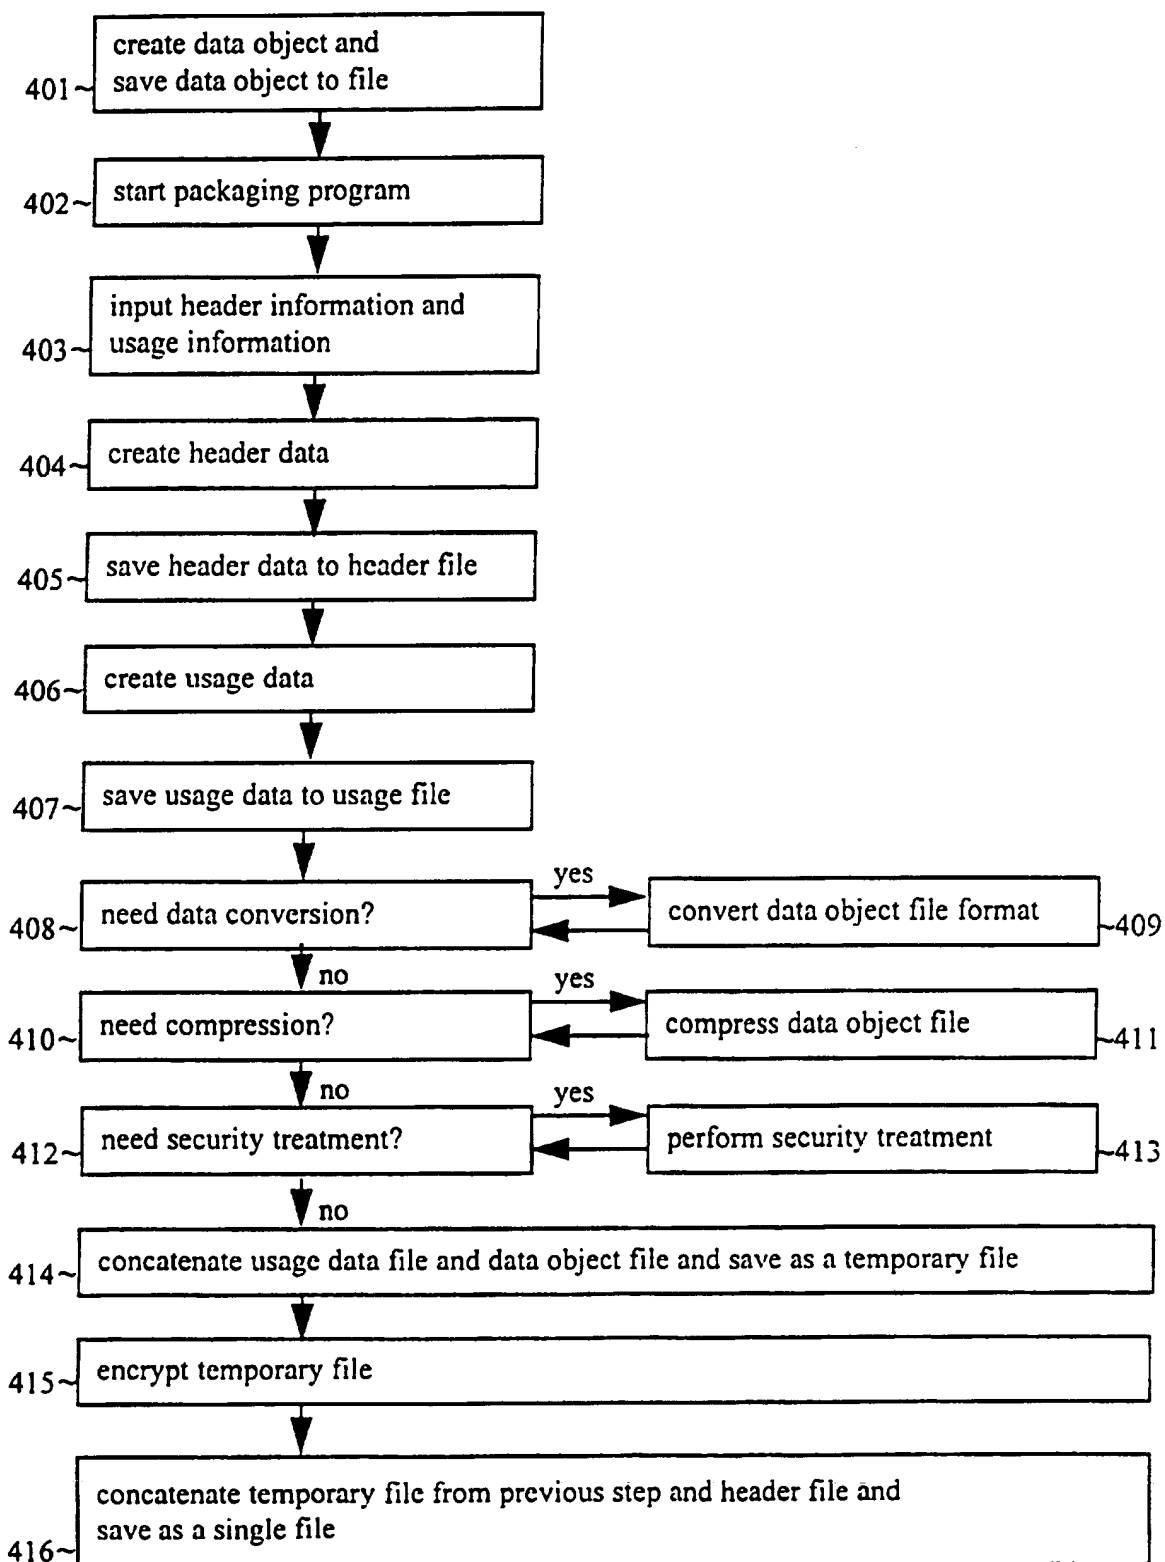 create data object and
save data object to file
401~
start packaging program
402~
input header information and
usage information
403~
create header data
404~
save header data to header file
405~
create usage data
406~
save usage data to usage file
407~
need data conversion?
408~
yes
convert data object file format
~409
no
need compression?
410~
yes
compress data object file
~411
no
need security treatment?
412~
yes
perform security treatment
~413
no
concatenate usage data file and data object file and save as a temporary file
414~
encrypt temporary file
415~
concatenate temporary file from previous step and header file and
save as a single file
416~